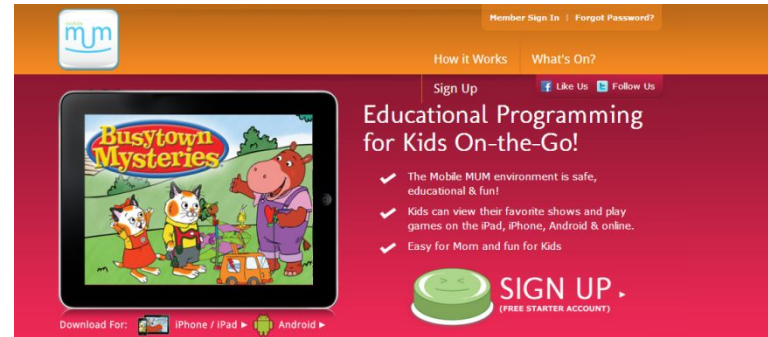 Member Sign In | Forgot Password?
mobile
mum
How it Works
What's On?
Sign Up
Like Us
Follow Us
Busytown
Mysteries
Educational Programming
for Kids On-the-Go!
The Mobile MUM environment is safe,
educational & fun!
Kids can view their favorite shows and play
games on the iPad, iPhone, Android & online.
Easy for Mom and fun for Kids
SIGN UP
(FREE STARTER ACCOUNT)
Download For:
iPhone / iPad
Android